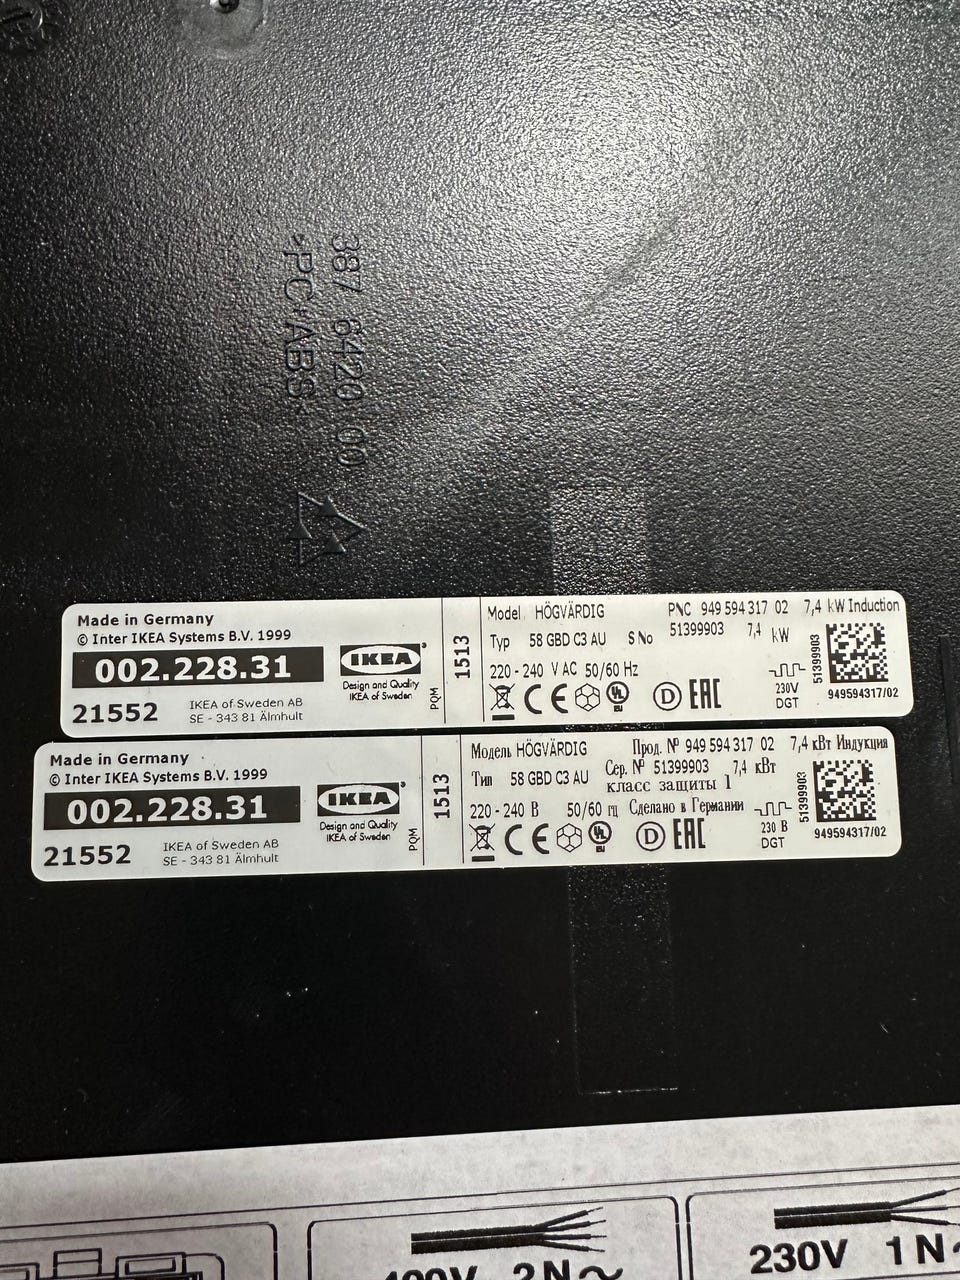 387 6420 00
*PC*ABS*
Made in Germany
© Inter IKEA Systems B.V. 1999
002.228.31
21552
IKEA of Sweden AB
SE - 343 81 Älmhult
IKEA
Design and Quality
IKEA of Sweden
PQM
1513
Model HÖGVÄRDIG PNC 949 594 317 02 7,4 kW Induction
Typ 58 GBD C3 AU S No 51399903 7,4 kW
220 - 240 V AC 50/60 Hz
CE UL D EAC
230V
DGT
51399903
949594317/02
Made in Germany
© Inter IKEA Systems B.V. 1999
002.228.31
21552
IKEA of Sweden AB
SE - 343 81 Älmhult
IKEA
Design and Quality
IKEA of Sweden
PQM
1513
Модель HÖGVÄRDIG Прод. № 949 594 317 02 7,4 кВт Индукция
Тип 58 GBD C3 AU Сер. № 51399903 7,4 кВт
класс защиты 1
220 - 240 В 50/60 гц Сделано в Германии
CE UL D EAC
230 В
DGT
51399903
949594317/02
400V 2N~
230V 1N~